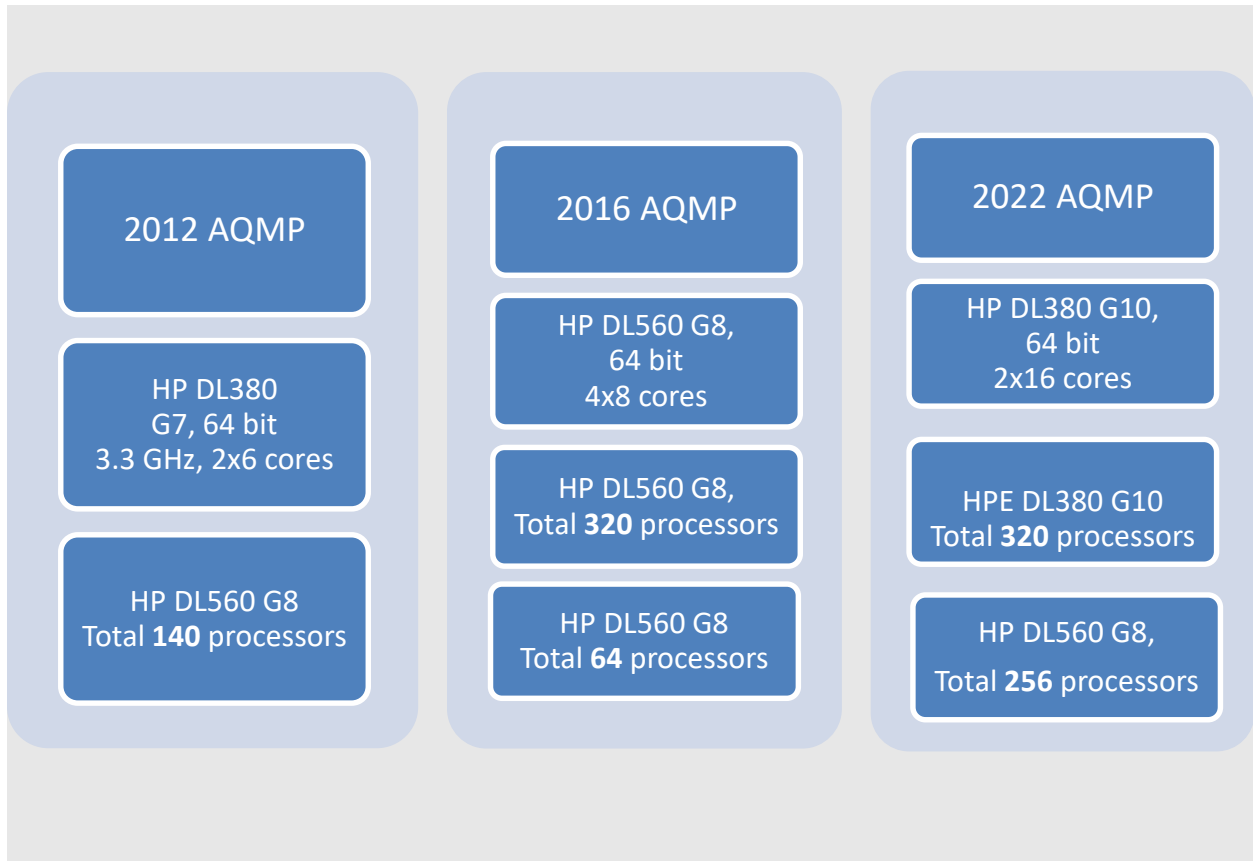 2012 AQMP
HP DL380
G7, 64 bit
3.3 GHz, 2x6 cores
HP DL560 G8
Total 140 processors
2016 AQMP
HP DL560 G8,
64 bit
4x8 cores
HP DL560 G8,
Total 320 processors
HP DL560 G8
Total 64 processors
2022 AQMP
HP DL380 G10,
64 bit
2x16 cores
HPE DL380 G10
Total 320 processors
HP DL560 G8,
Total 256 processors